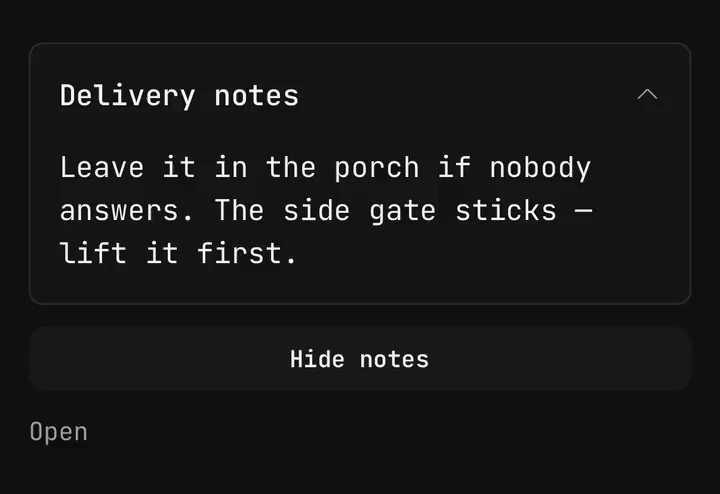 Delivery notes
Leave it in the porch if nobody
answers. The side gate sticks —
lift it first.
Hide notes
Open